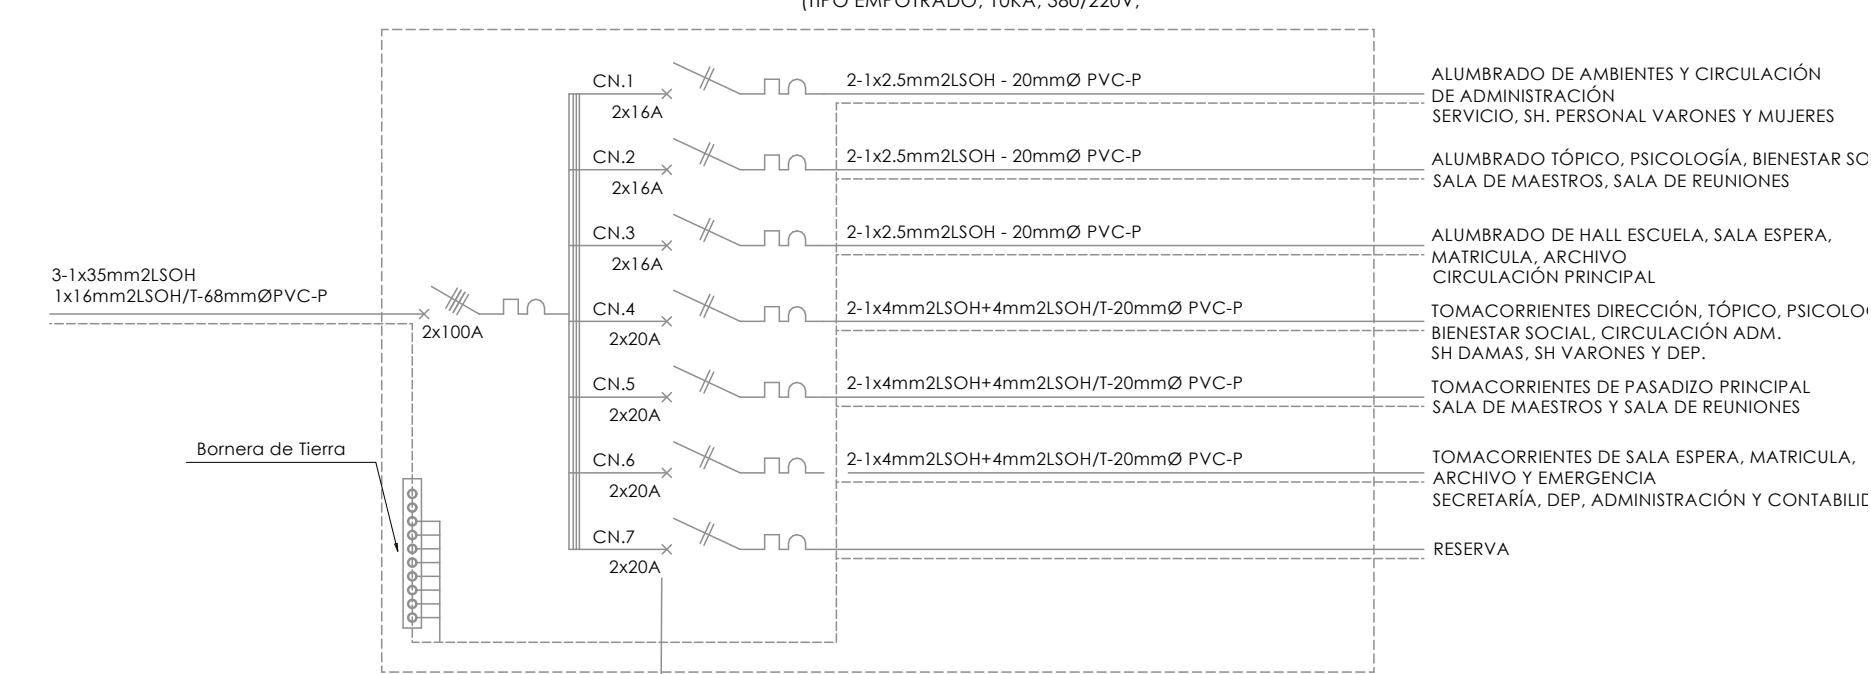 (TIPO EMPOTRADO, 10KA, 380/220V,
CN.1
2x16A
2-1x2.5mm2LSOH - 20mmØ PVC-P
ALUMBRADO DE AMBIENTES Y CIRCULACIÓN
DE ADMINISTRACIÓN
SERVICIO, SH. PERSONAL VARONES Y MUJERES
CN.2
2x16A
2-1x2.5mm2LSOH - 20mmØ PVC-P
ALUMBRADO TÓPICO, PSICOLOGÍA, BIENESTAR SO
SALA DE MAESTROS, SALA DE REUNIONES
CN.3
2x16A
2-1x2.5mm2LSOH - 20mmØ PVC-P
ALUMBRADO DE HALL ESCUELA, SALA ESPERA,
MATRICULA, ARCHIVO
CIRCULACIÓN PRINCIPAL
3-1x35mm2LSOH
1x16mm2LSOH/T-68mmØPVC-P
2x100A
CN.4
2x20A
2-1x4mm2LSOH+4mm2LSOH/T-20mmØ PVC-P
TOMACORRIENTES DIRECCIÓN, TÓPICO, PSICOLO
BIENESTAR SOCIAL, CIRCULACIÓN ADM.
SH DAMAS, SH VARONES Y DEP.
CN.5
2x20A
2-1x4mm2LSOH+4mm2LSOH/T-20mmØ PVC-P
TOMACORRIENTES DE PASADIZO PRINCIPAL
SALA DE MAESTROS Y SALA DE REUNIONES
Bornera de Tierra
CN.6
2x20A
2-1x4mm2LSOH+4mm2LSOH/T-20mmØ PVC-P
TOMACORRIENTES DE SALA ESPERA, MATRICULA,
ARCHIVO Y EMERGENCIA
SECRETARÍA, DEP, ADMINISTRACIÓN Y CONTABILID
CN.7
2x20A
RESERVA